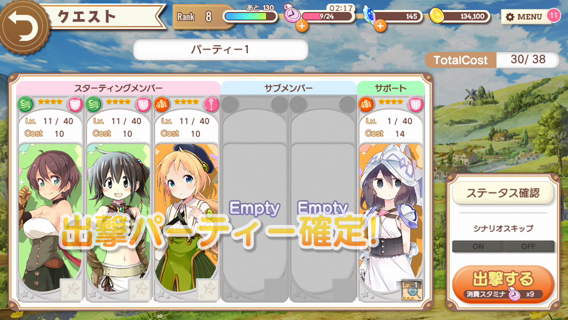 クエスト
Rank 8
あと 130
02:17
9/24
145
134,100
MENU
11
パーティー1
TotalCost 30/ 38
スターティングメンバー
サブメンバー
サポート
Lv. 11 / 40
Cost 10
Lv. 11 / 40
Cost 10
Lv. 11 / 40
Cost 10
Empty
Empty
Lv. 1 / 40
Cost 14
Lv. 1
出撃パーティー確定!
ステータス確認
シナリオスキップ
ON OFF
出撃する
消費スタミナ ×9